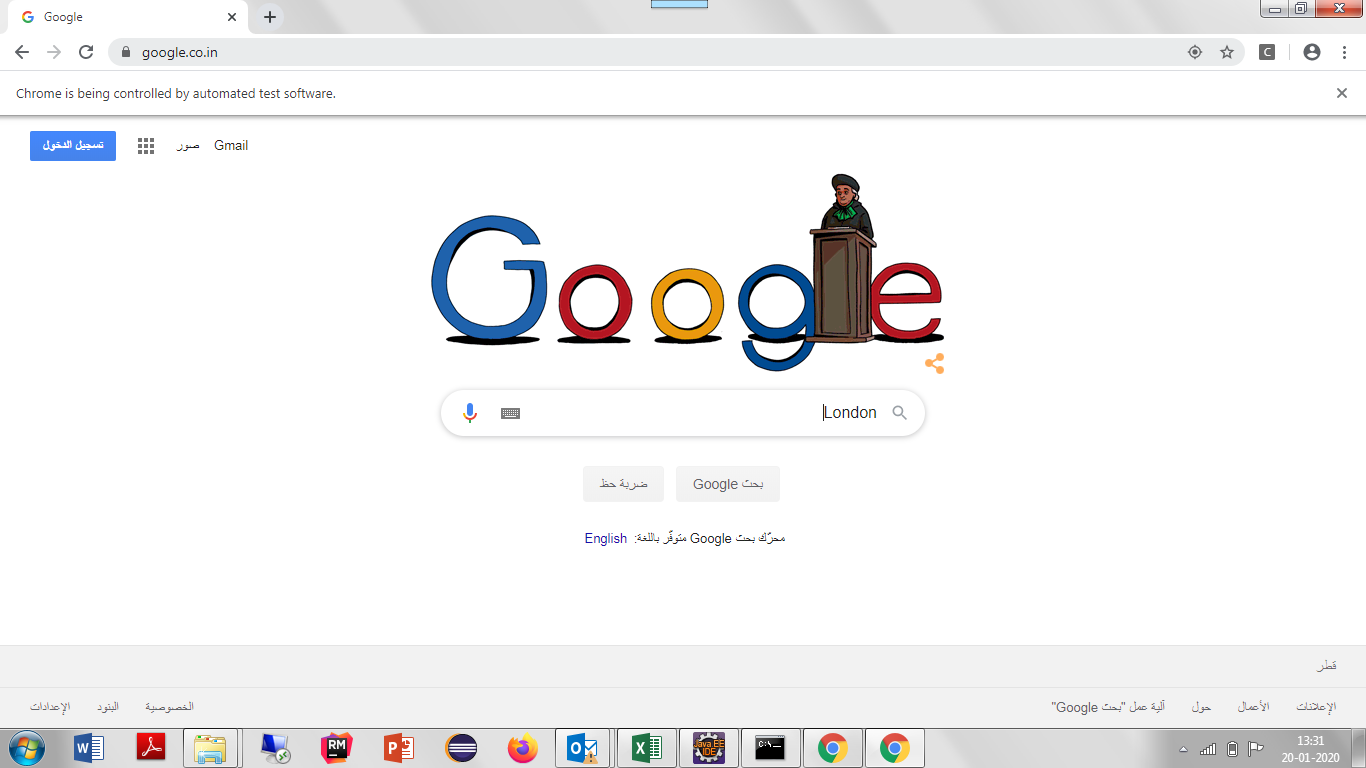 Google
google.co.in
Chrome is being controlled by automated test software.
تسجيل الدخول
صور
Gmail
Google
London
بحث Google
ضربة حظ
محرّك بحث Google متوفّر باللغة: English
قطر
الإعلانات
الأعمال
حول
آلية عمل "بحث Google"
الخصوصية
البنود
الإعدادات
RM
Java EE
IDE
C:\
13:31
20-01-2020